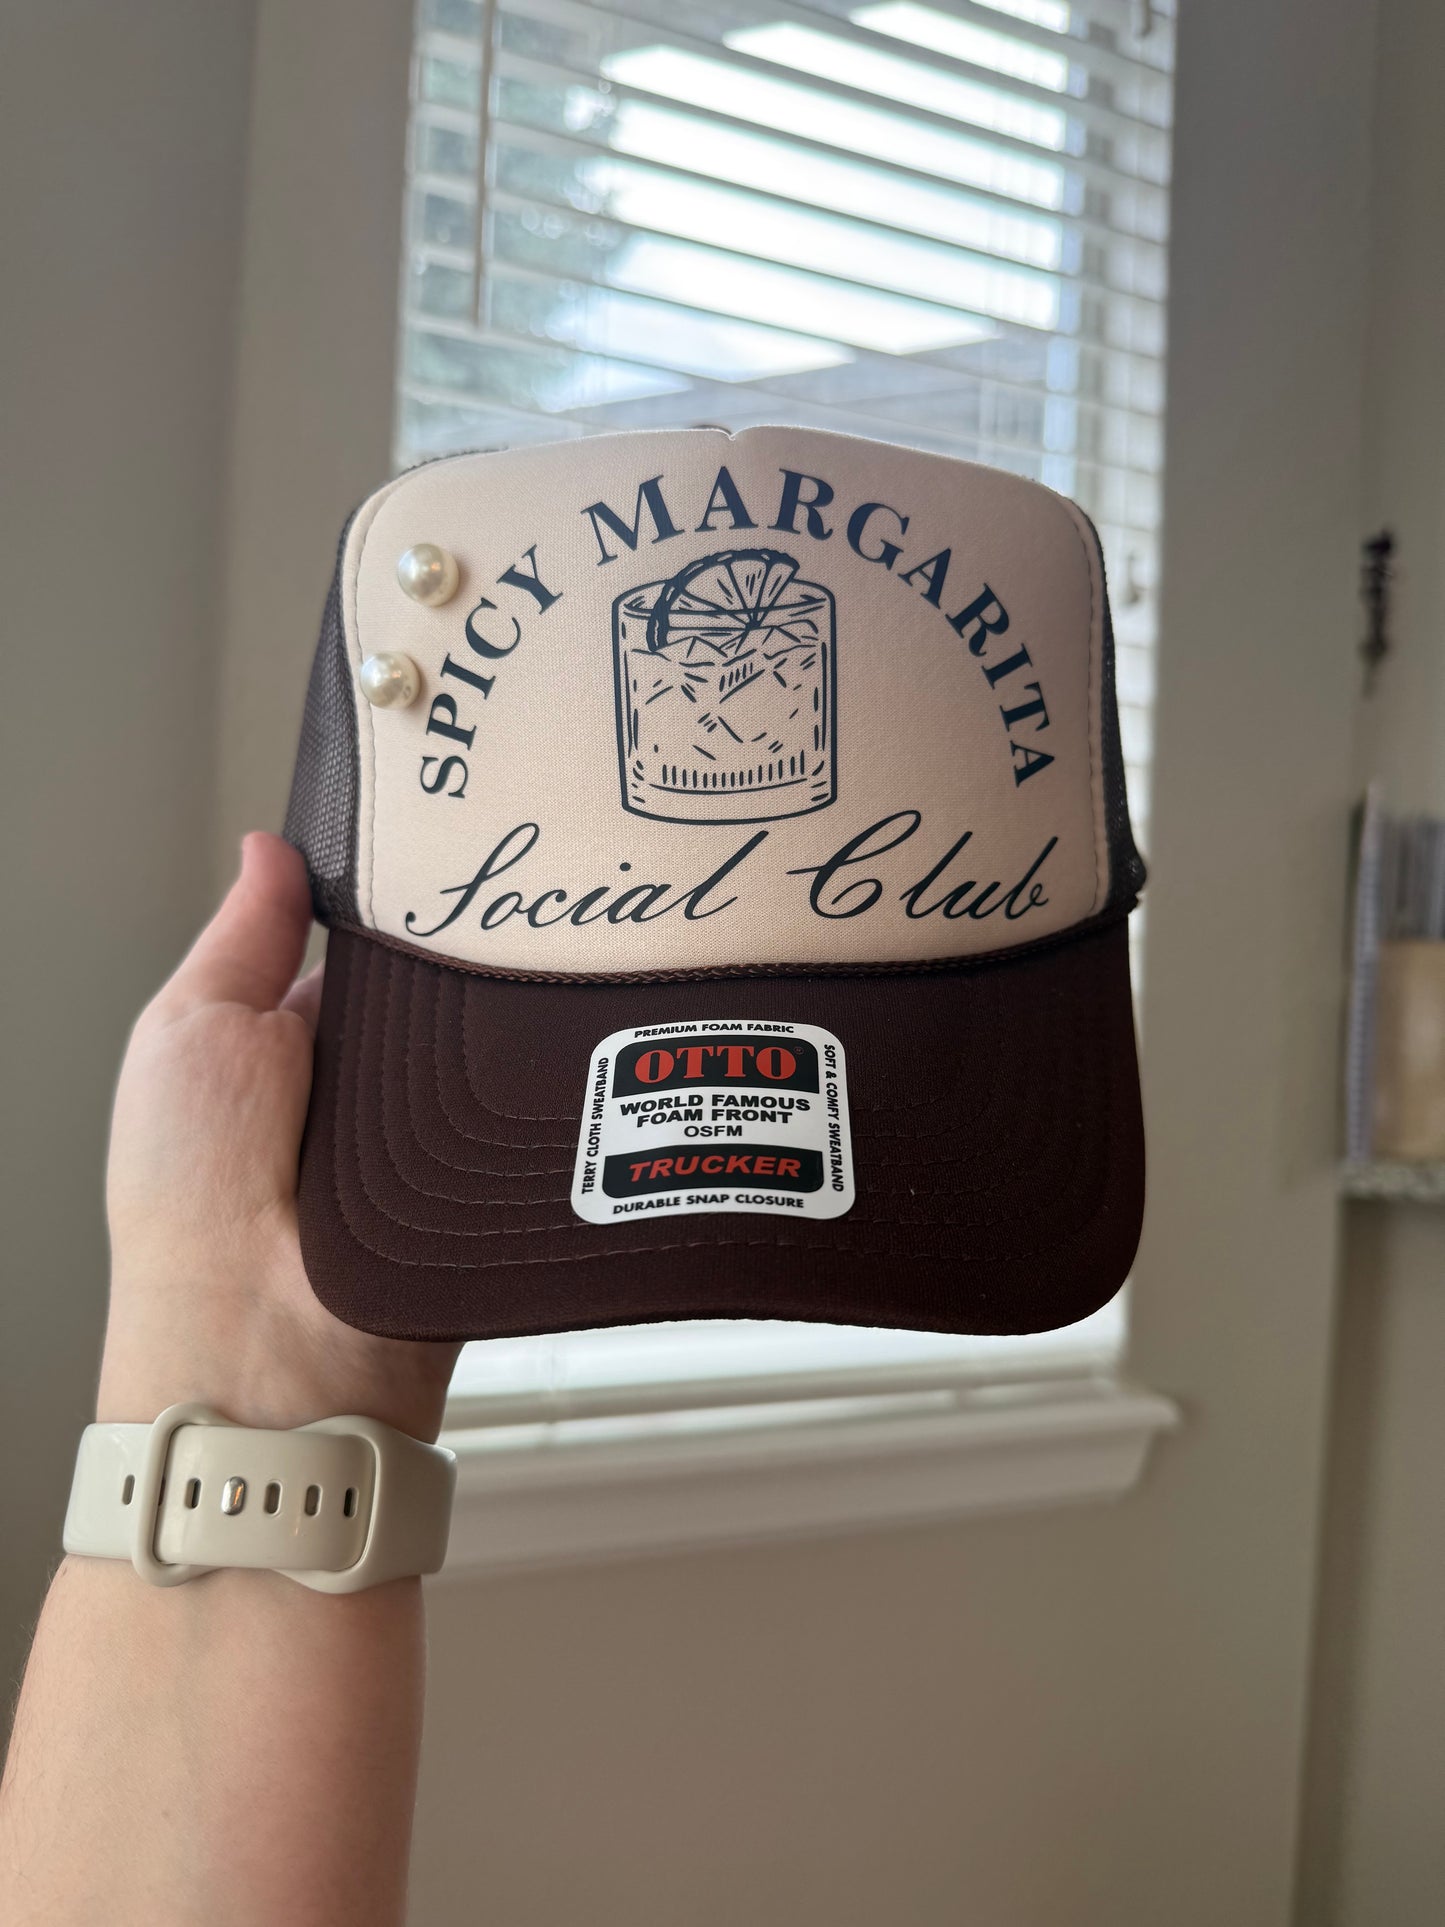 SPICY MARGARITA
Social Club
PREMIUM FOAM FABRIC
OTTO®
WORLD FAMOUS
FOAM FRONT
OSFM
TRUCKER
DURABLE SNAP CLOSURE
TERRY CLOTH SWEATBAND
SOFT & COMFY SWEATBAND